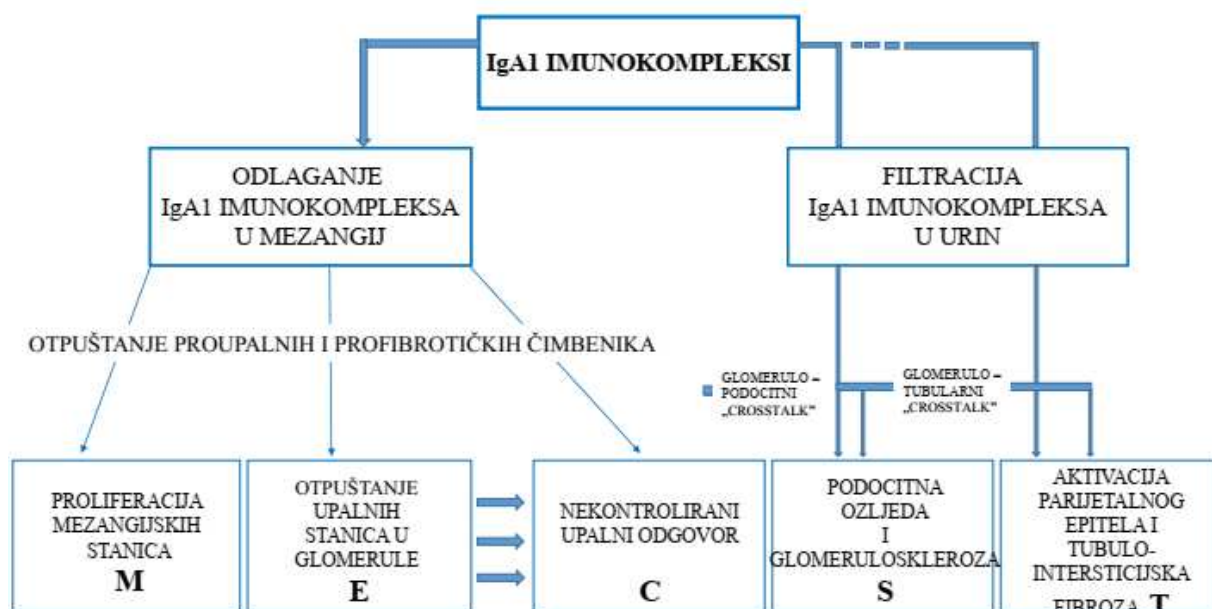 IgA1 IMUNOKOMPLEKSI
ODLAGANJE
IgA1 IMUNOKOMPLEKSA
U MEZANGIJ
FILTRACIJA
IgA1 IMUNOKOMPLEKSA
U URIN
OTPUŠTANJE PROUPALNIH I PROFIBROTIČKIH ČIMBENIKA
GLOMERULO –
PODOCITNI
„CROSSTALK”
GLOMERULO –
TUBULARNI
„CROSSTALK”
PROLIFERACIJA
MEZANGIJSKIH
STANICA
M
OTPUŠTANJE
UPALNIH
STANICA U
GLOMERULE
E
NEKONTROLIRANI
UPALNI ODGOVOR
C
PODOCITNA
OZLJEDA
I
GLOMERULOSKLEROZA
S
AKTIVACIJA
PARIJETALNOG
EPITELA I
TUBULO-
INTERSTICIJSKA
FIBROZA T